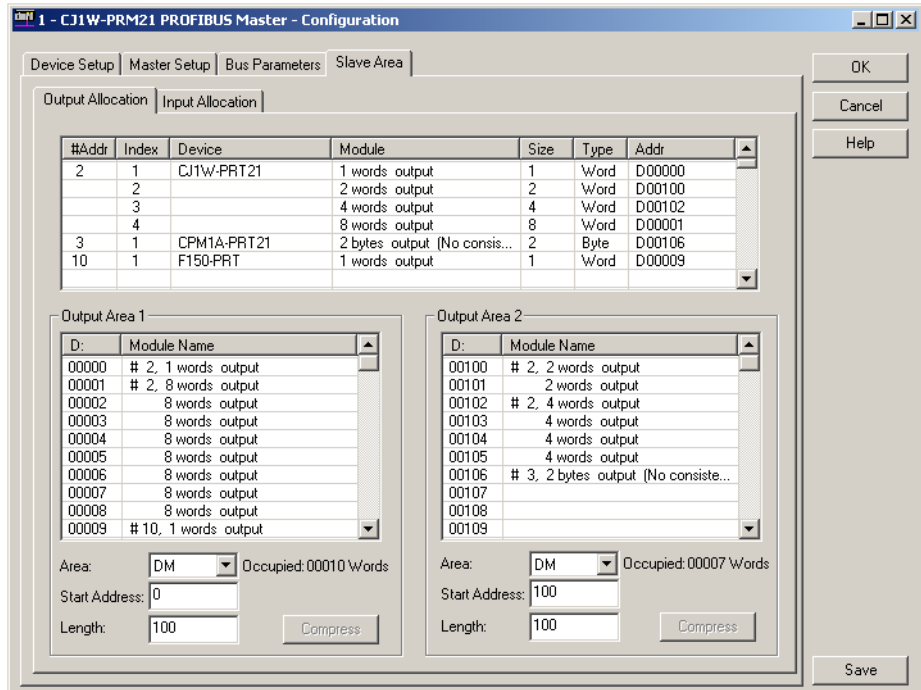 1 - CJ1W-PRM21 PROFIBUS Master - Configuration
Device Setup Master Setup Bus Parameters Slave Area
OK
Output Allocation Input Allocation
Cancel
Help
#Addr Index Device Module Size Type Addr
2 1 CJ1W-PRT21 1 words output 1 Word D00000
2 2 words output 2 Word D00100
3 4 words output 4 Word D00102
4 8 words output 8 Word D00001
3 1 CPM1A-PRT21 2 bytes output (No consis... 2 Byte D00106
10 1 F150-PRT 1 words output 1 Word D00009
Output Area 1
D: Module Name
00000 # 2, 1 words output
00001 # 2, 8 words output
00002 8 words output
00003 8 words output
00004 8 words output
00005 8 words output
00006 8 words output
00007 8 words output
00008 8 words output
00009 #10, 1 words output
Area: DM Occupied:00010 Words
Start Address: 0
Length: 100 Compress
Output Area 2
D: Module Name
00100 # 2, 2 words output
00101 2 words output
00102 # 2, 4 words output
00103 4 words output
00104 4 words output
00105 4 words output
00106 # 3, 2 bytes output (No consiste...
00107
00108
00109
Area: DM Occupied:00007 Words
Start Address: 100
Length: 100 Compress
Save